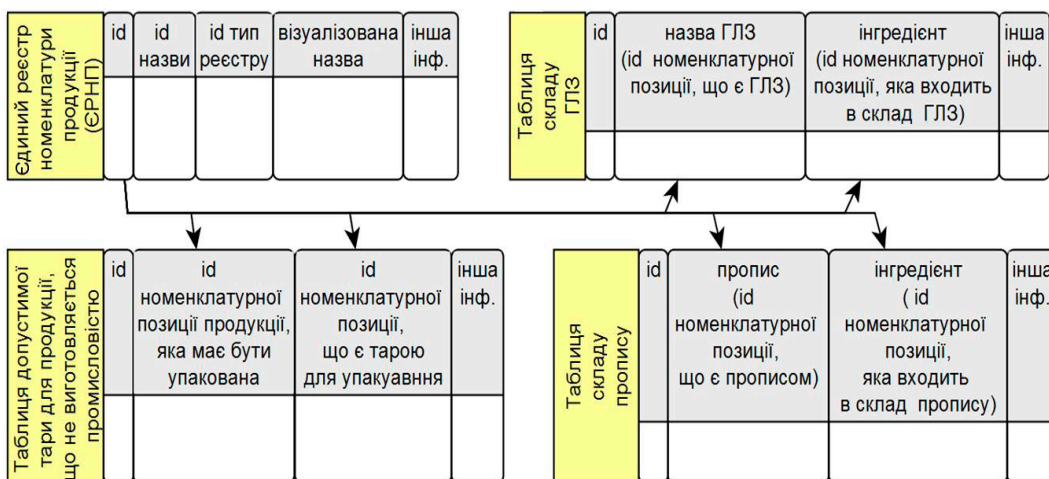 Єдиний реєстр
номенклатури
продукції
(ЄРНП)
id
id
назви
id тип
реєстру
візуалізована
назва
інша
інф.
Таблиця
складу
ГЛЗ
id
назва ГЛЗ
(id номенклатурної
позиції, що є ГЛЗ)
інгредієнт
(id номенклатурної
позиції, яка входить
в склад ГЛЗ)
інша
інф.
Таблиця допустимої
тари для продукції,
що не виготовляється
промисловістю
id
id
номенклатурної
позиції продукції,
яка має бути
упакована
id
номенклатурної
позиції,
що є тарою
для упакуавння
інша
інф.
Таблиця
складу
пропису
id
пропис
(id
номенклатурної
позиції,
що є прописом)
інгредієнт
( id
номенклатурної
позиції,
яка входить
в склад пропису)
інша
інф.